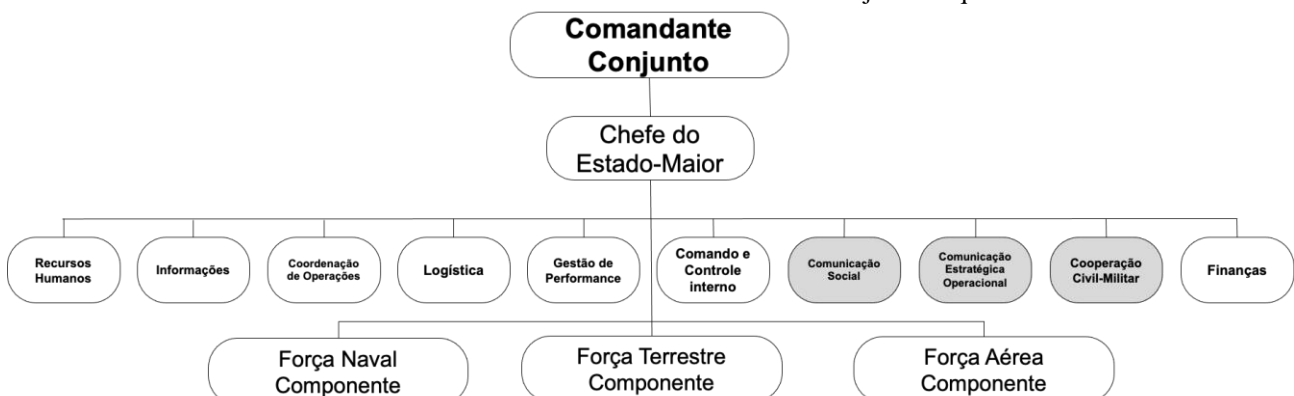 Comandante
Conjunto
Chefe do
Estado-Maior
Recursos
Humanos
Informações
Coordenação
de Operações
Logística
Gestão de
Performance
Comando e
Controle
interno
Comunicação
Social
Comunicação
Estratégica
Operacional
Cooperação
Civil-Militar
Finanças
Força Naval
Componente
Força Terrestre
Componente
Força Aérea
Componente